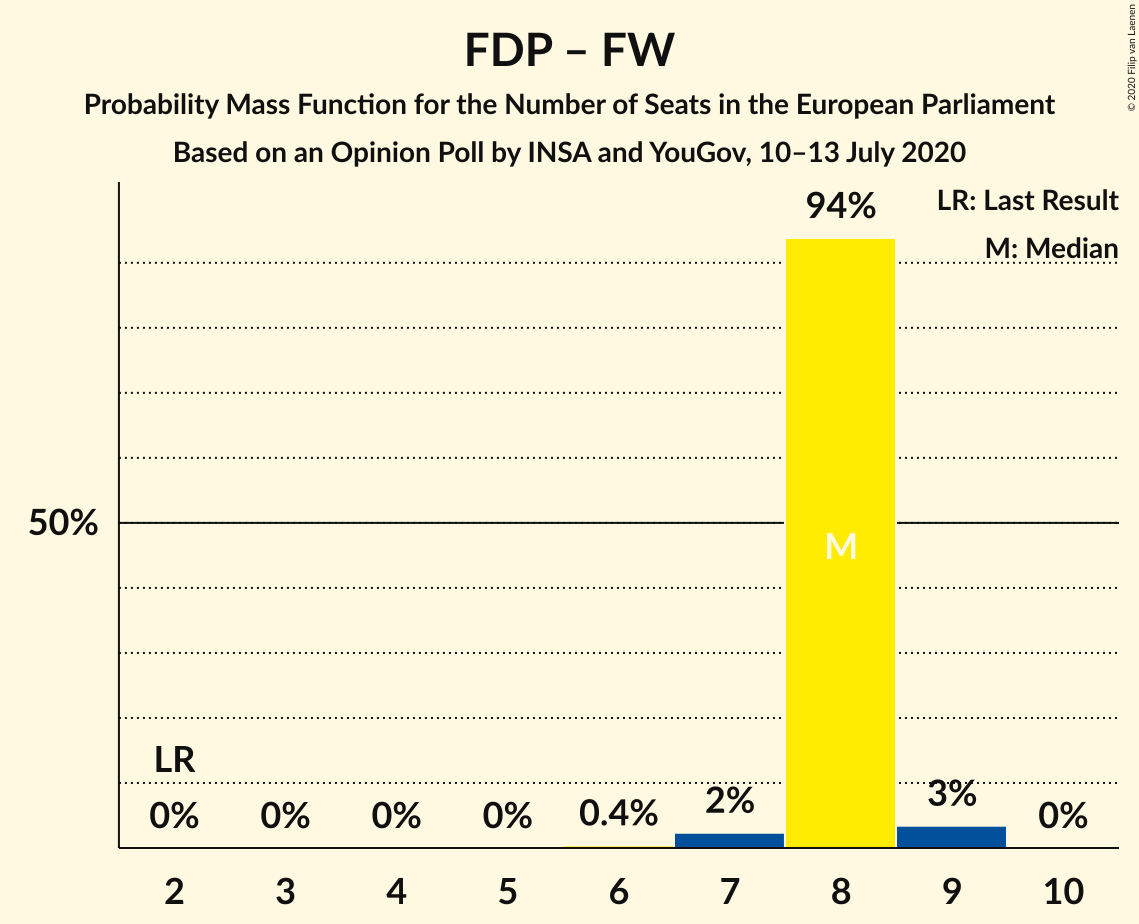 FDP – FW
Probability Mass Function for the Number of Seats in the European Parliament
Based on an Opinion Poll by INSA and YouGov, 10–13 July 2020
© 2020 Filip van Laenen
LR: Last Result
M: Median
94%
50%
M
LR
0%
0%
0%
0%
0.4%
2%
3%
0%
2
3
4
5
6
7
8
9
10